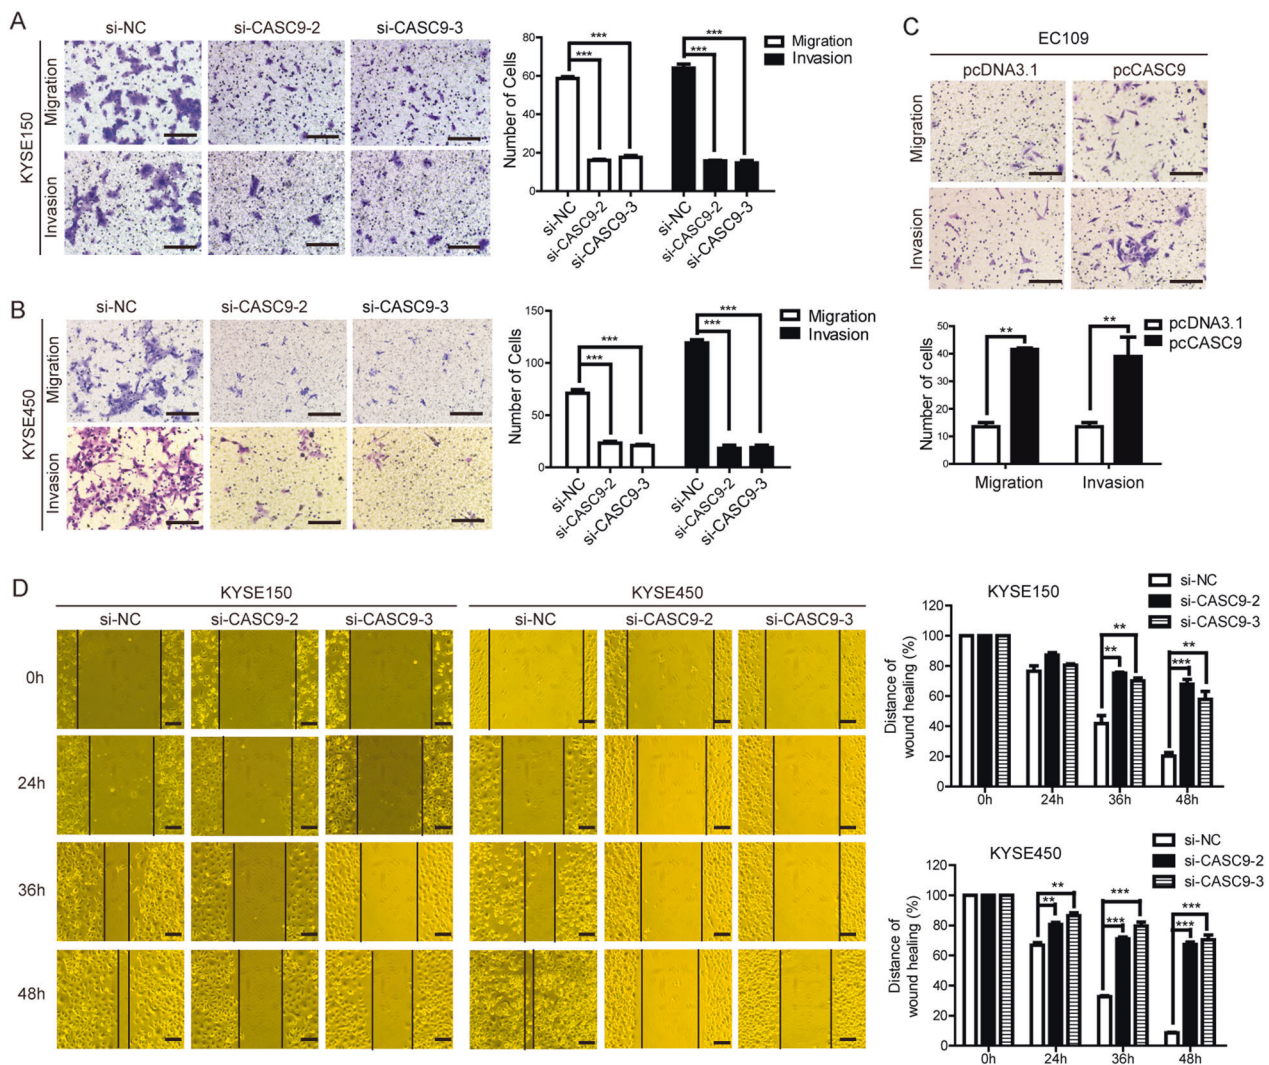 A
si-NC
si-CASC9-2
si-CASC9-3
KYSE150
Migration
Invasion
Number of Cells
80
60
40
20
0
***
***
***
***
Migration
Invasion
si-NC
si-CASC9-2
si-CASC9-3
si-NC
si-CASC9-2
si-CASC9-3
B
si-NC
si-CASC9-2
si-CASC9-3
KYSE450
Migration
Invasion
Number of Cells
150
100
50
0
***
***
***
***
Migration
Invasion
si-NC
si-CASC9-2
si-CASC9-3
si-NC
si-CASC9-2
si-CASC9-3
C
EC109
pcDNA3.1
pcCASC9
Migration
Invasion
Number of cells
50
40
30
20
10
0
**
**
pcDNA3.1
pcCASC9
Migration
Invasion
D
KYSE150
KYSE450
si-NC
si-CASC9-2
si-CASC9-3
si-NC
si-CASC9-2
si-CASC9-3
0h
24h
36h
48h
KYSE150
si-NC
si-CASC9-2
si-CASC9-3
Distance of
wound healing (%)
120
100
80
60
40
20
0
**
**
**
***
0h
24h
36h
48h
KYSE450
si-NC
si-CASC9-2
si-CASC9-3
Distance of
wound healing (%)
120
100
80
60
40
20
0
**
**
***
***
***
***
0h
24h
36h
48h